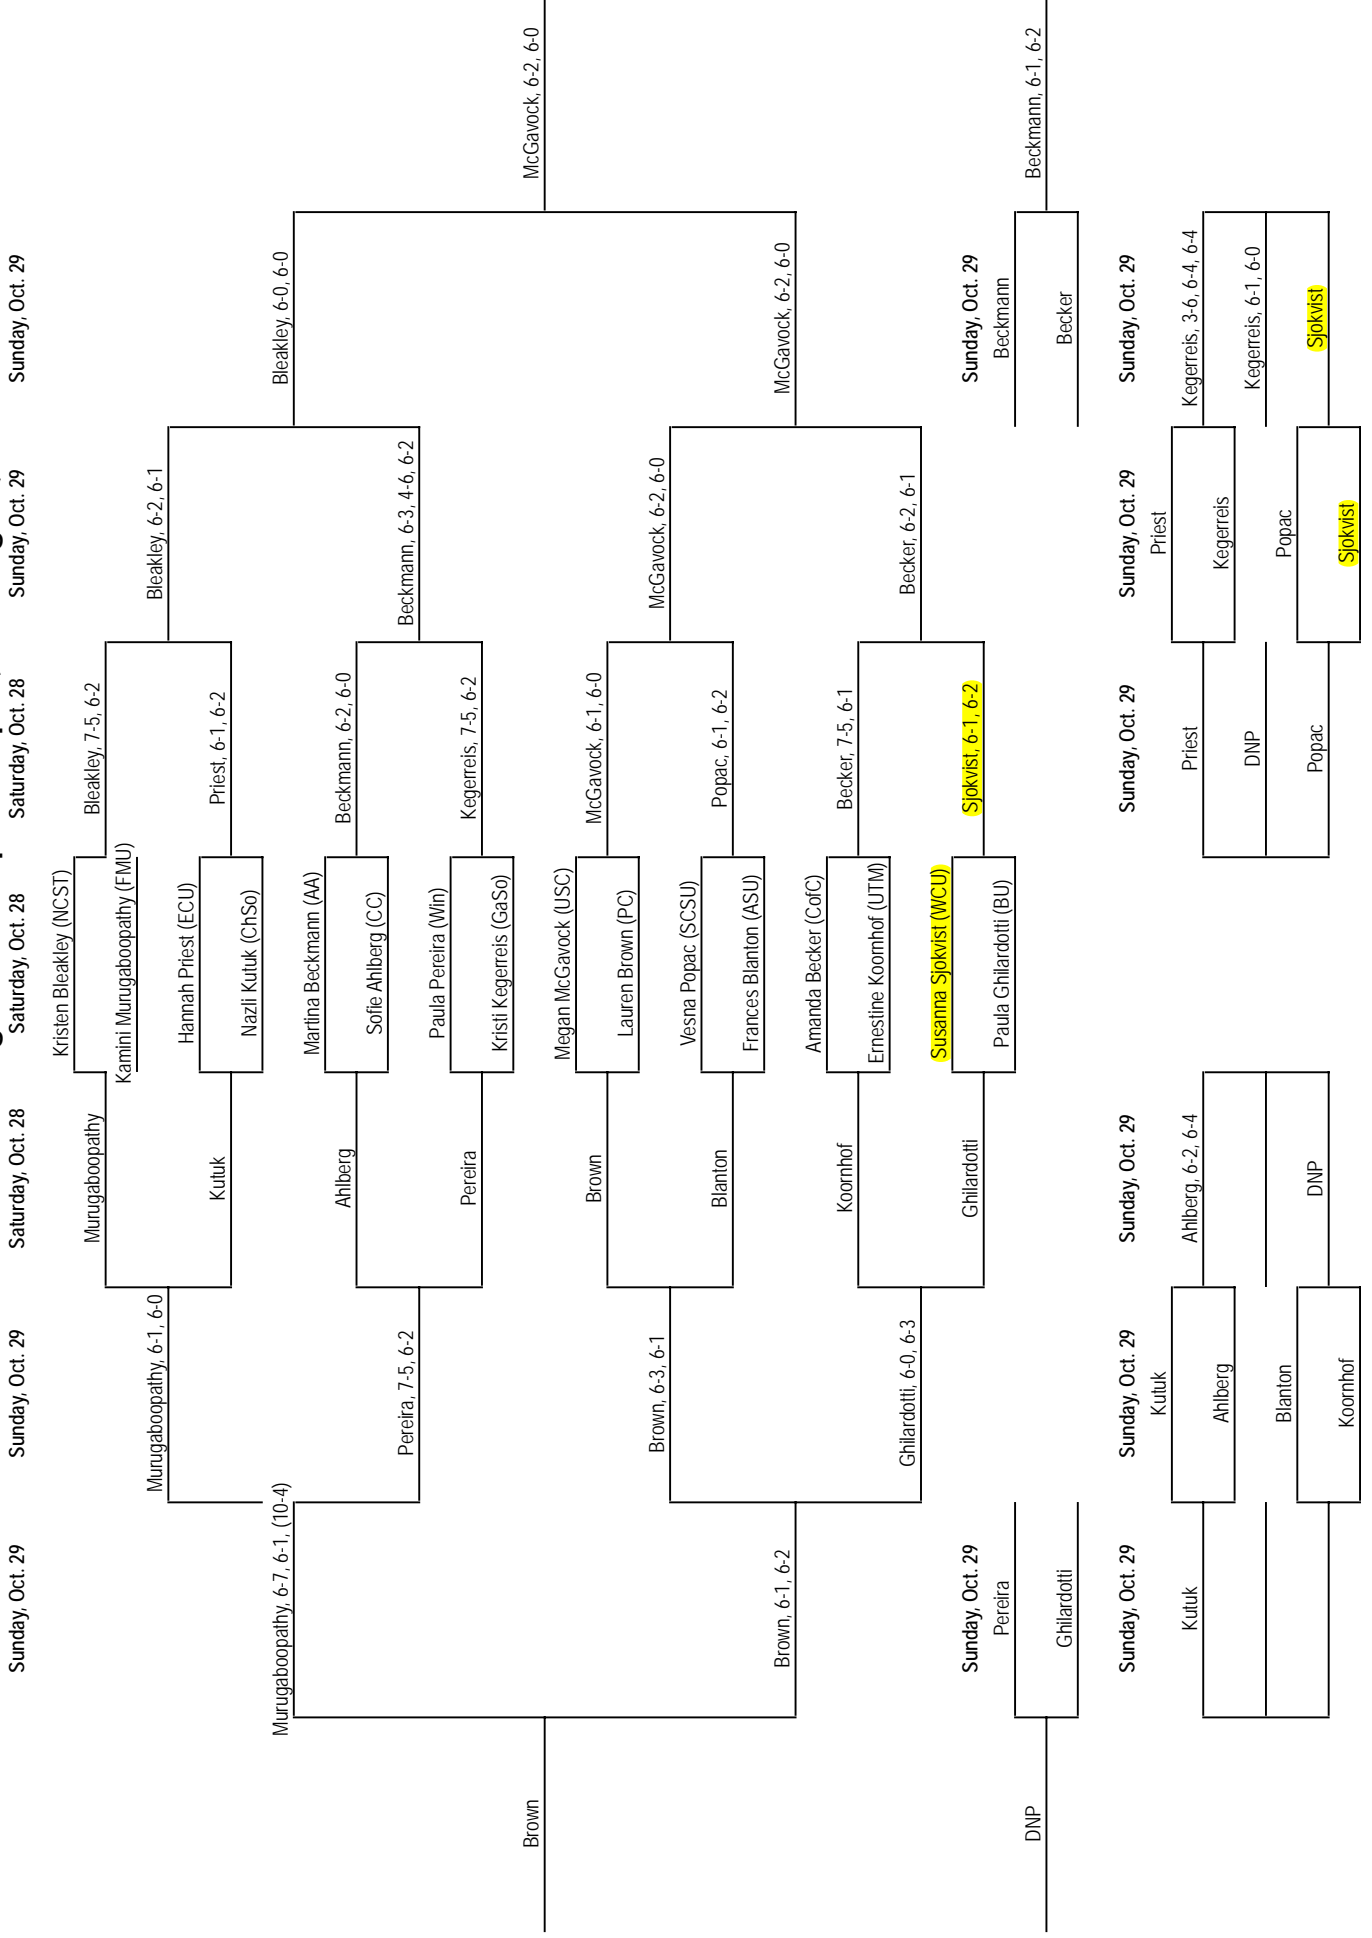 Sunday, Oct. 29 Sunday, Oct. 29 Saturday, Oct. 28 Saturday, Oct. 28 Saturday, Oct. 28 Sunday, Oct. 29 Sunday, Oct. 29
Kristen Bleakley (NCST)
Murugaboopathy Bleakley, 7-5, 6-2
Kamini Murugaboopathy (FMU)
Murugaboopathy, 6-1, 6-0 Bleakley, 6-2, 6-1
Hannah Priest (ECU)
Kutuk Priest, 6-1, 6-2
Nazli Kutuk (ChSo)
Murugaboopathy, 6-7, 6-1, (10-4) Bleakley, 6-0, 6-0
Martina Beckmann (AA)
Ahlberg Beckmann, 6-2, 6-0
Sofie Ahlberg (CC)
Pereira, 7-5, 6-2 Beckmann, 6-3, 4-6, 6-2
Paula Pereira (Win)
Pereira Kegerreis, 7-5, 6-2
Kristi Kegerreis (GaSo)
Brown McGavock, 6-2, 6-0
Megan McGavock (USC)
Brown McGavock, 6-1, 6-0
Lauren Brown (PC)
Brown, 6-3, 6-1 McGavock, 6-2, 6-0
Vesna Popac (SCSU)
Blanton Popac, 6-1, 6-2
Frances Blanton (ASU)
Brown, 6-1, 6-2 McGavock, 6-2, 6-0
Amanda Becker (CofC)
Koornhof Becker, 7-5, 6-1
Ernestine Koornhof (UTM)
Ghilardotti, 6-0, 6-3 Becker, 6-2, 6-1
Susanna Sjokvist (WCU)
Sunday, Oct. 29 Ghilardotti Sjokvist, 6-1, 6-2 Sunday, Oct. 29
Pereira Paula Ghilardotti (BU) Beckmann
DNP Beckmann, 6-1, 6-2
Ghilardotti Becker
Sunday, Oct. 29 Sunday, Oct. 29 Sunday, Oct. 29 Sunday, Oct. 29 Sunday, Oct. 29 Sunday, Oct. 29
Kutuk Priest
Kutuk Ahlberg, 6-2, 6-4 Priest Kegerreis, 3-6, 6-4, 6-4
Ahlberg Kegerreis
DNP Kegerreis, 6-1, 6-0
Blanton Popac
DNP Popac Sjokvist
Koornhof Sjokvist